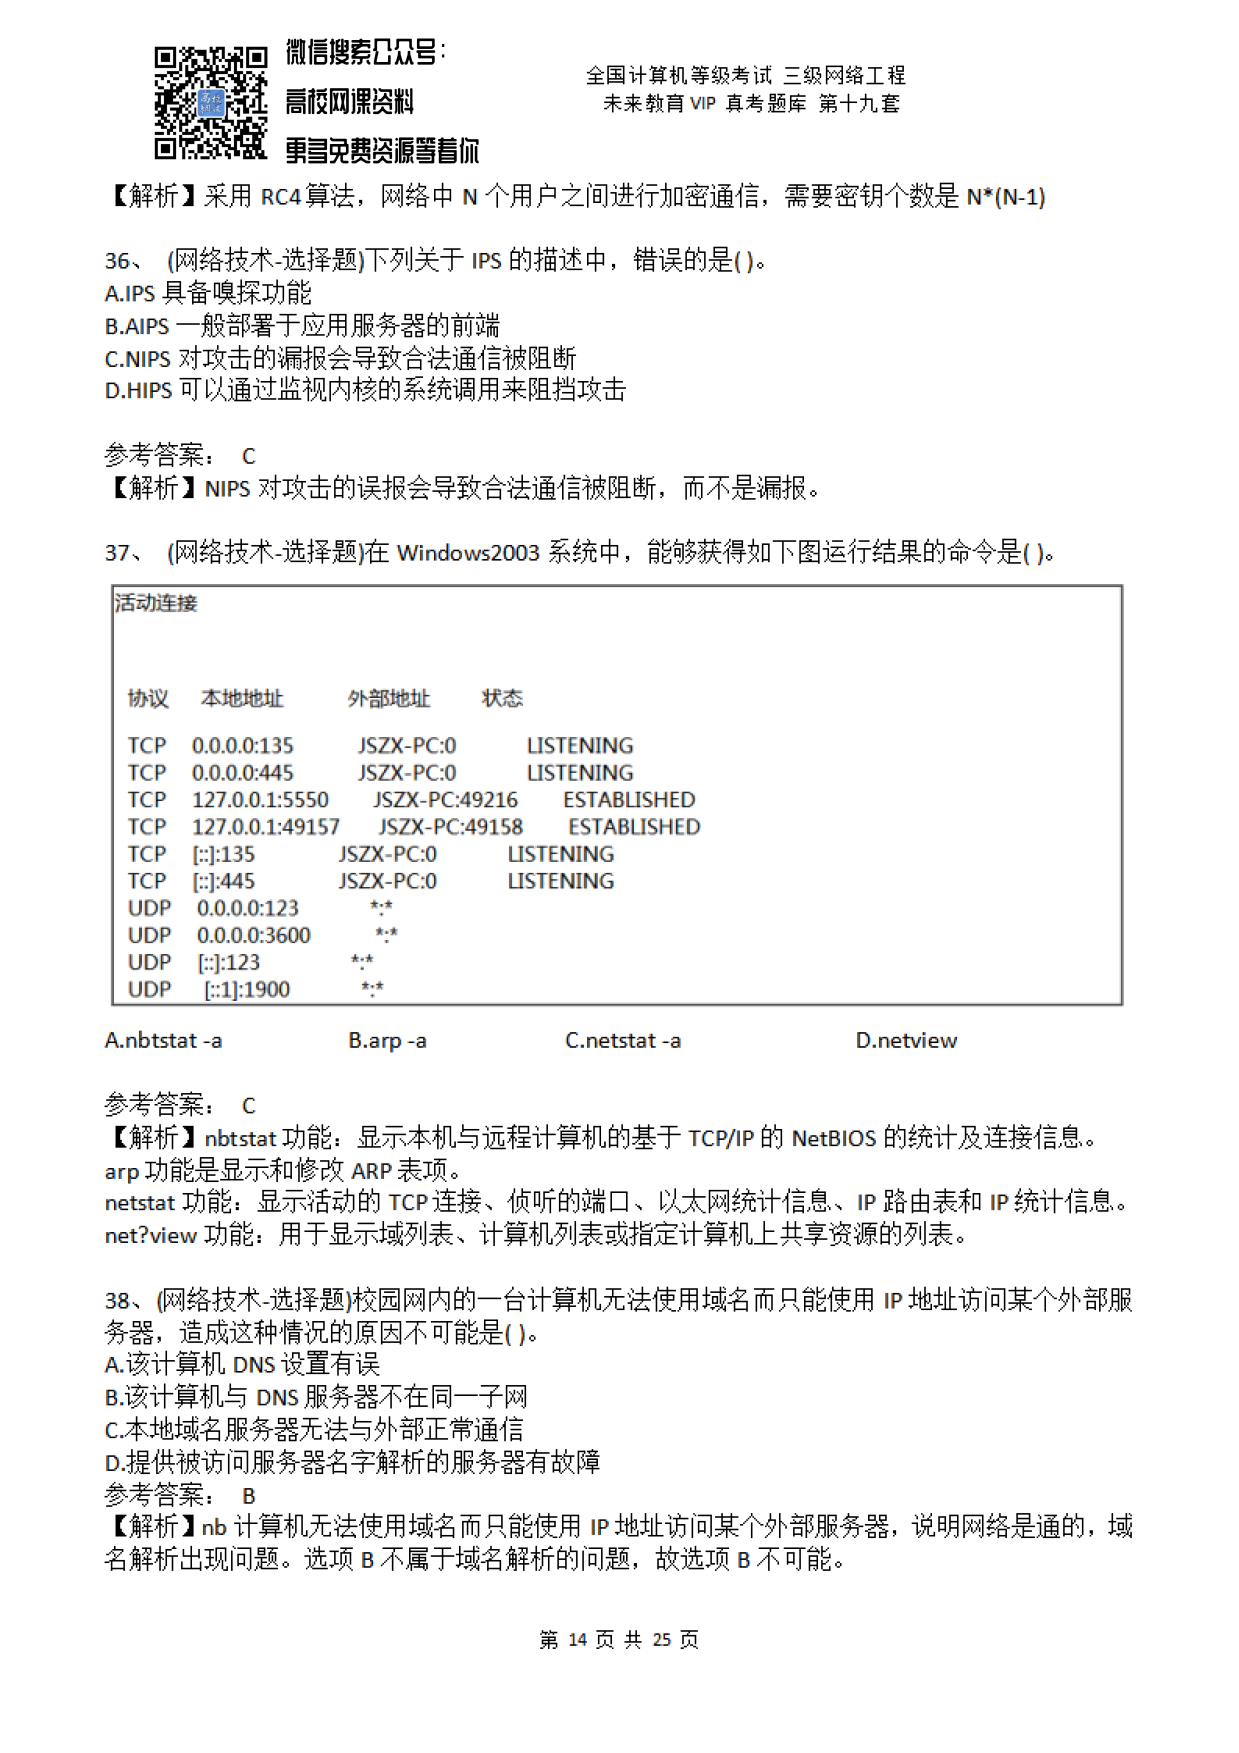 微信搜索公众号：
高校网课资料
更多免费资源等着你
全国计算机等级考试 三级网络工程
未来教育 VIP 真考题库 第十九套
【解析】采用 RC4 算法，网络中 N 个用户之间进行加密通信，需要密钥个数是 N*(N-1)
36、 (网络技术-选择题)下列关于 IPS 的描述中，错误的是( )。
A.IPS 具备嗅探功能
B.AIPS 一般部署于应用服务器的前端
C.NIPS 对攻击的漏报会导致合法通信被阻断
D.HIPS 可以通过监视内核的系统调用来阻挡攻击
参考答案： C
【解析】NIPS 对攻击的误报会导致合法通信被阻断，而不是漏报。
37、 (网络技术-选择题)在 Windows2003 系统中，能够获得如下图运行结果的命令是( )。
活动连接
协议 本地地址 外部地址 状态
TCP 0.0.0.0:135 JSZX-PC:0 LISTENING
TCP 0.0.0.0:445 JSZX-PC:0 LISTENING
TCP 127.0.0.1:5550 JSZX-PC:49216 ESTABLISHED
TCP 127.0.0.1:49157 JSZX-PC:49158 ESTABLISHED
TCP [::]:135 JSZX-PC:0 LISTENING
TCP [::]:445 JSZX-PC:0 LISTENING
UDP 0.0.0.0:123 *:*
UDP 0.0.0.0:3600 *:*
UDP [::]:123 *:*
UDP [::1]:1900 *:*
A.nbtstat -a B.arp -a C.netstat -a D.netview
参考答案： C
【解析】nbtstat 功能：显示本机与远程计算机的基于 TCP/IP 的 NetBIOS 的统计及连接信息。
arp 功能是显示和修改 ARP 表项。
netstat 功能：显示活动的 TCP 连接、侦听的端口、以太网统计信息、IP 路由表和 IP 统计信息。
net?view 功能：用于显示域列表、计算机列表或指定计算机上共享资源的列表。
38、(网络技术-选择题)校园网内的一台计算机无法使用域名而只能使用 IP 地址访问某个外部服
务器，造成这种情况的原因不可能是( )。
A.该计算机 DNS 设置有误
B.该计算机与 DNS 服务器不在同一子网
C.本地域名服务器无法与外部正常通信
D.提供被访问服务器名字解析的服务器有故障
参考答案： B
【解析】nb 计算机无法使用域名而只能使用 IP 地址访问某个外部服务器，说明网络是通的，域
名解析出现问题。选项 B 不属于域名解析的问题，故选项 B 不可能。
第 14 页 共 25 页